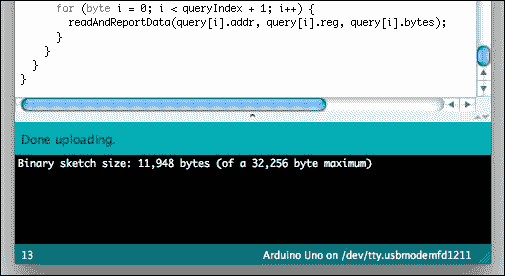 for (byte i = 0; i < queryIndex + 1; i++) {
readAndReportData(query[i].addr, query[i].reg, query[i].bytes);
}
}
}
}
Done uploading.
Binary sketch size: 11,948 bytes (of a 32,256 byte maximum)
13 Arduino Uno on /dev/tty.usbmodemfd1211